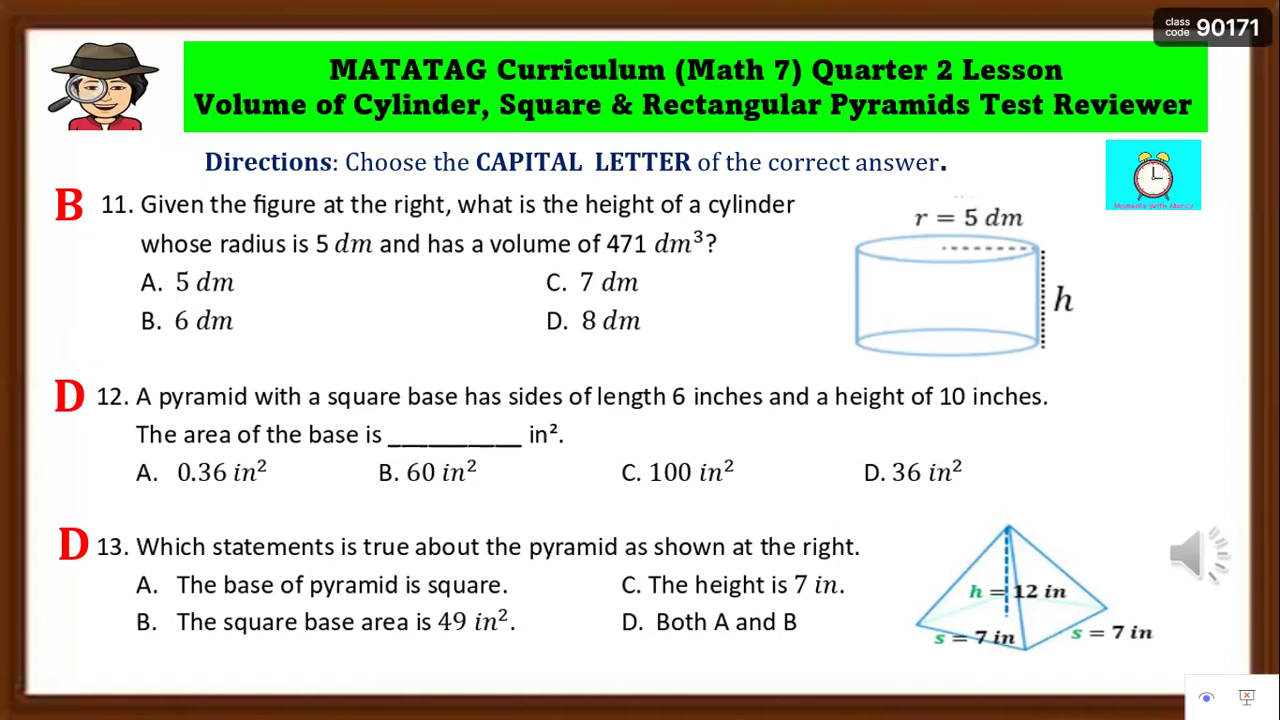 class code 90171
MATATAG Curriculum (Math 7) Quarter 2 Lesson
Volume of Cylinder, Square & Rectangular Pyramids Test Reviewer
Directions: Choose the CAPITAL LETTER of the correct answer.
Moments With Mercy
B 11. Given the figure at the right, what is the height of a cylinder
whose radius is 5 dm and has a volume of 471 dm³?
A. 5 dm C. 7 dm
B. 6 dm D. 8 dm
r = 5 dm
h
D 12. A pyramid with a square base has sides of length 6 inches and a height of 10 inches.
The area of the base is __________ in².
A. 0.36 in² B. 60 in² C. 100 in² D. 36 in²
D 13. Which statements is true about the pyramid as shown at the right.
A. The base of pyramid is square. C. The height is 7 in.
B. The square base area is 49 in². D. Both A and B
h = 12 in
s = 7 in s = 7 in